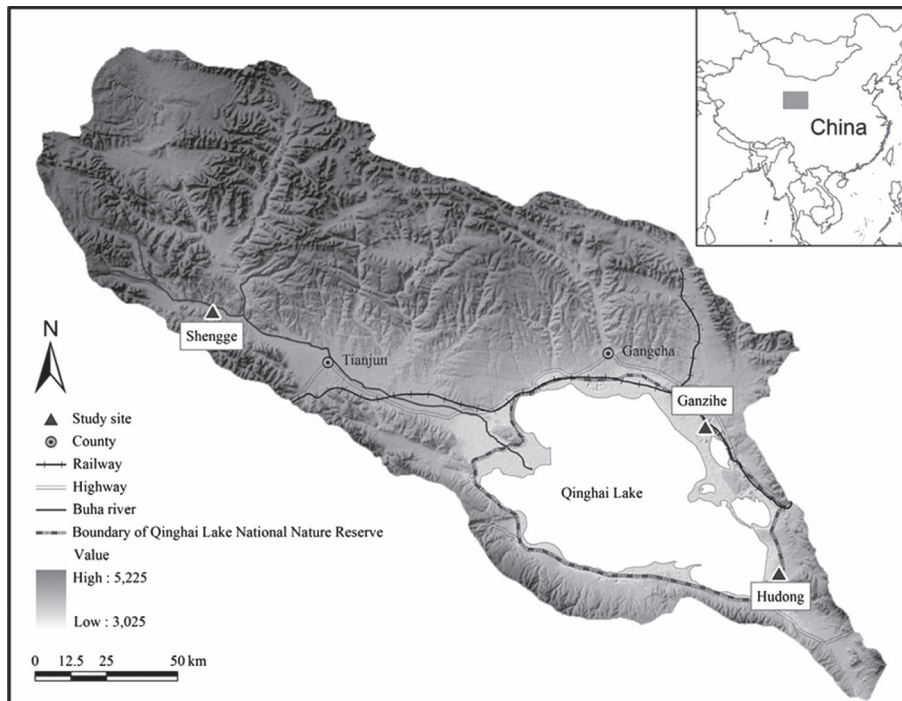 China
N
Shengge
Tianjun
Gangcha
Ganzihe
Qinghai Lake
Hudong
Study site
County
Railway
Highway
Buha river
Boundary of Qinghai Lake National Nature Reserve
Value
High : 5,225
Low : 3,025
0 12.5 25 50 km